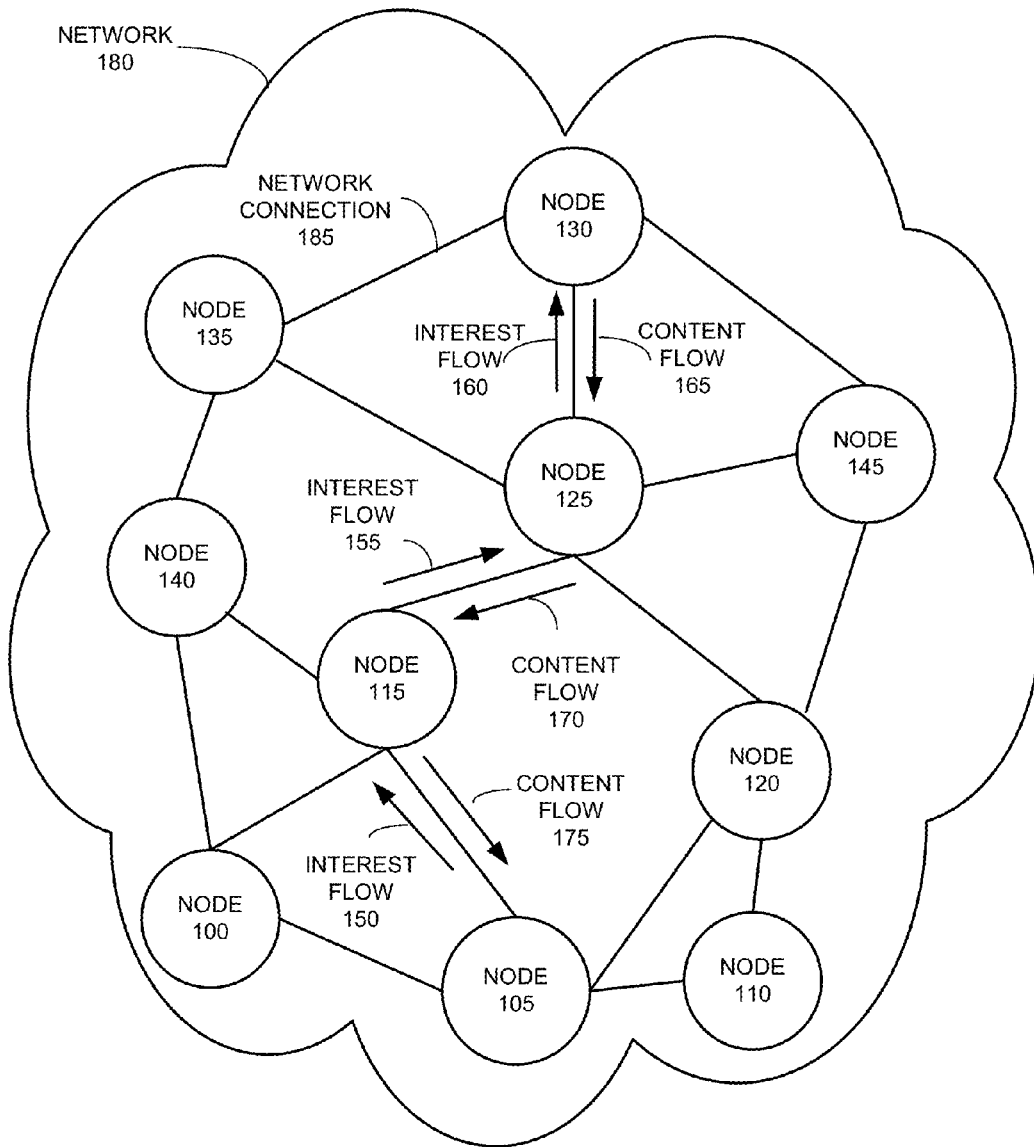 NETWORK
180
NETWORK
CONNECTION
185
NODE
130
NODE
135
INTEREST
FLOW
160
CONTENT
FLOW
165
NODE
145
NODE
125
INTEREST
FLOW
155
NODE
140
NODE
115
CONTENT
FLOW
170
NODE
120
CONTENT
FLOW
175
INTEREST
FLOW
150
NODE
100
NODE
105
NODE
110